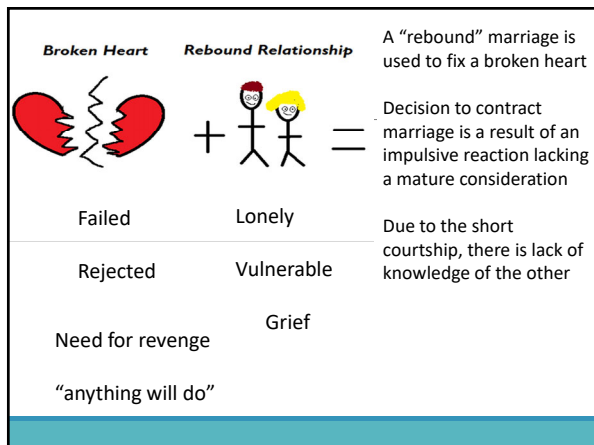 Broken Heart
Rebound Relationship
+
=
Failed
Lonely
Rejected
Vulnerable
Grief
Need for revenge
“anything will do”
A “rebound” marriage is
used to fix a broken heart
Decision to contract
marriage is a result of an
impulsive reaction lacking
a mature consideration
Due to the short
courtship, there is lack of
knowledge of the other